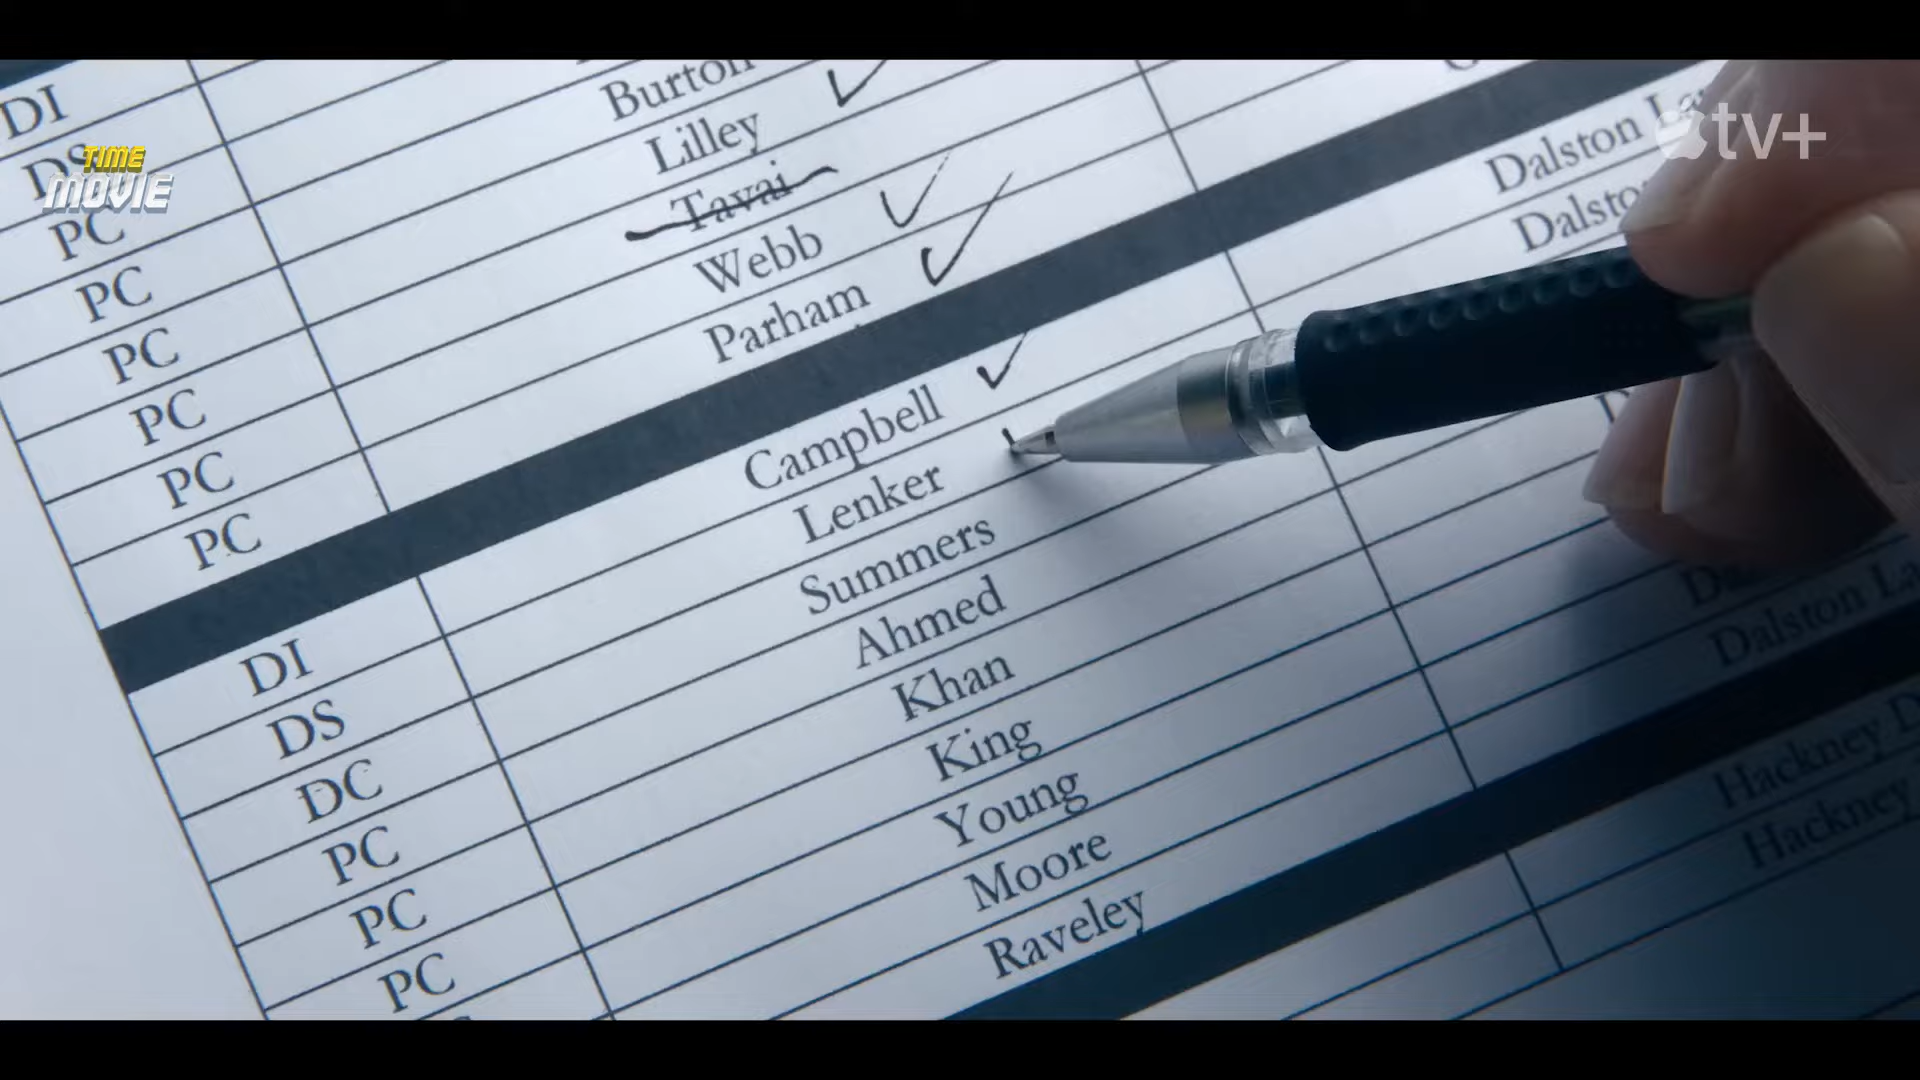 DI
DS
PC
PC Burton
PC Lilley
PC Tavai
PC Webb
PC Parham
DI Campbell Dalston
DS Lenker
DC Summers
PC Ahmed
PC Khan
PC King
Young
Moore
Raveley Dalston
Hackney
Hackney
TIME
MOVIE
tv+